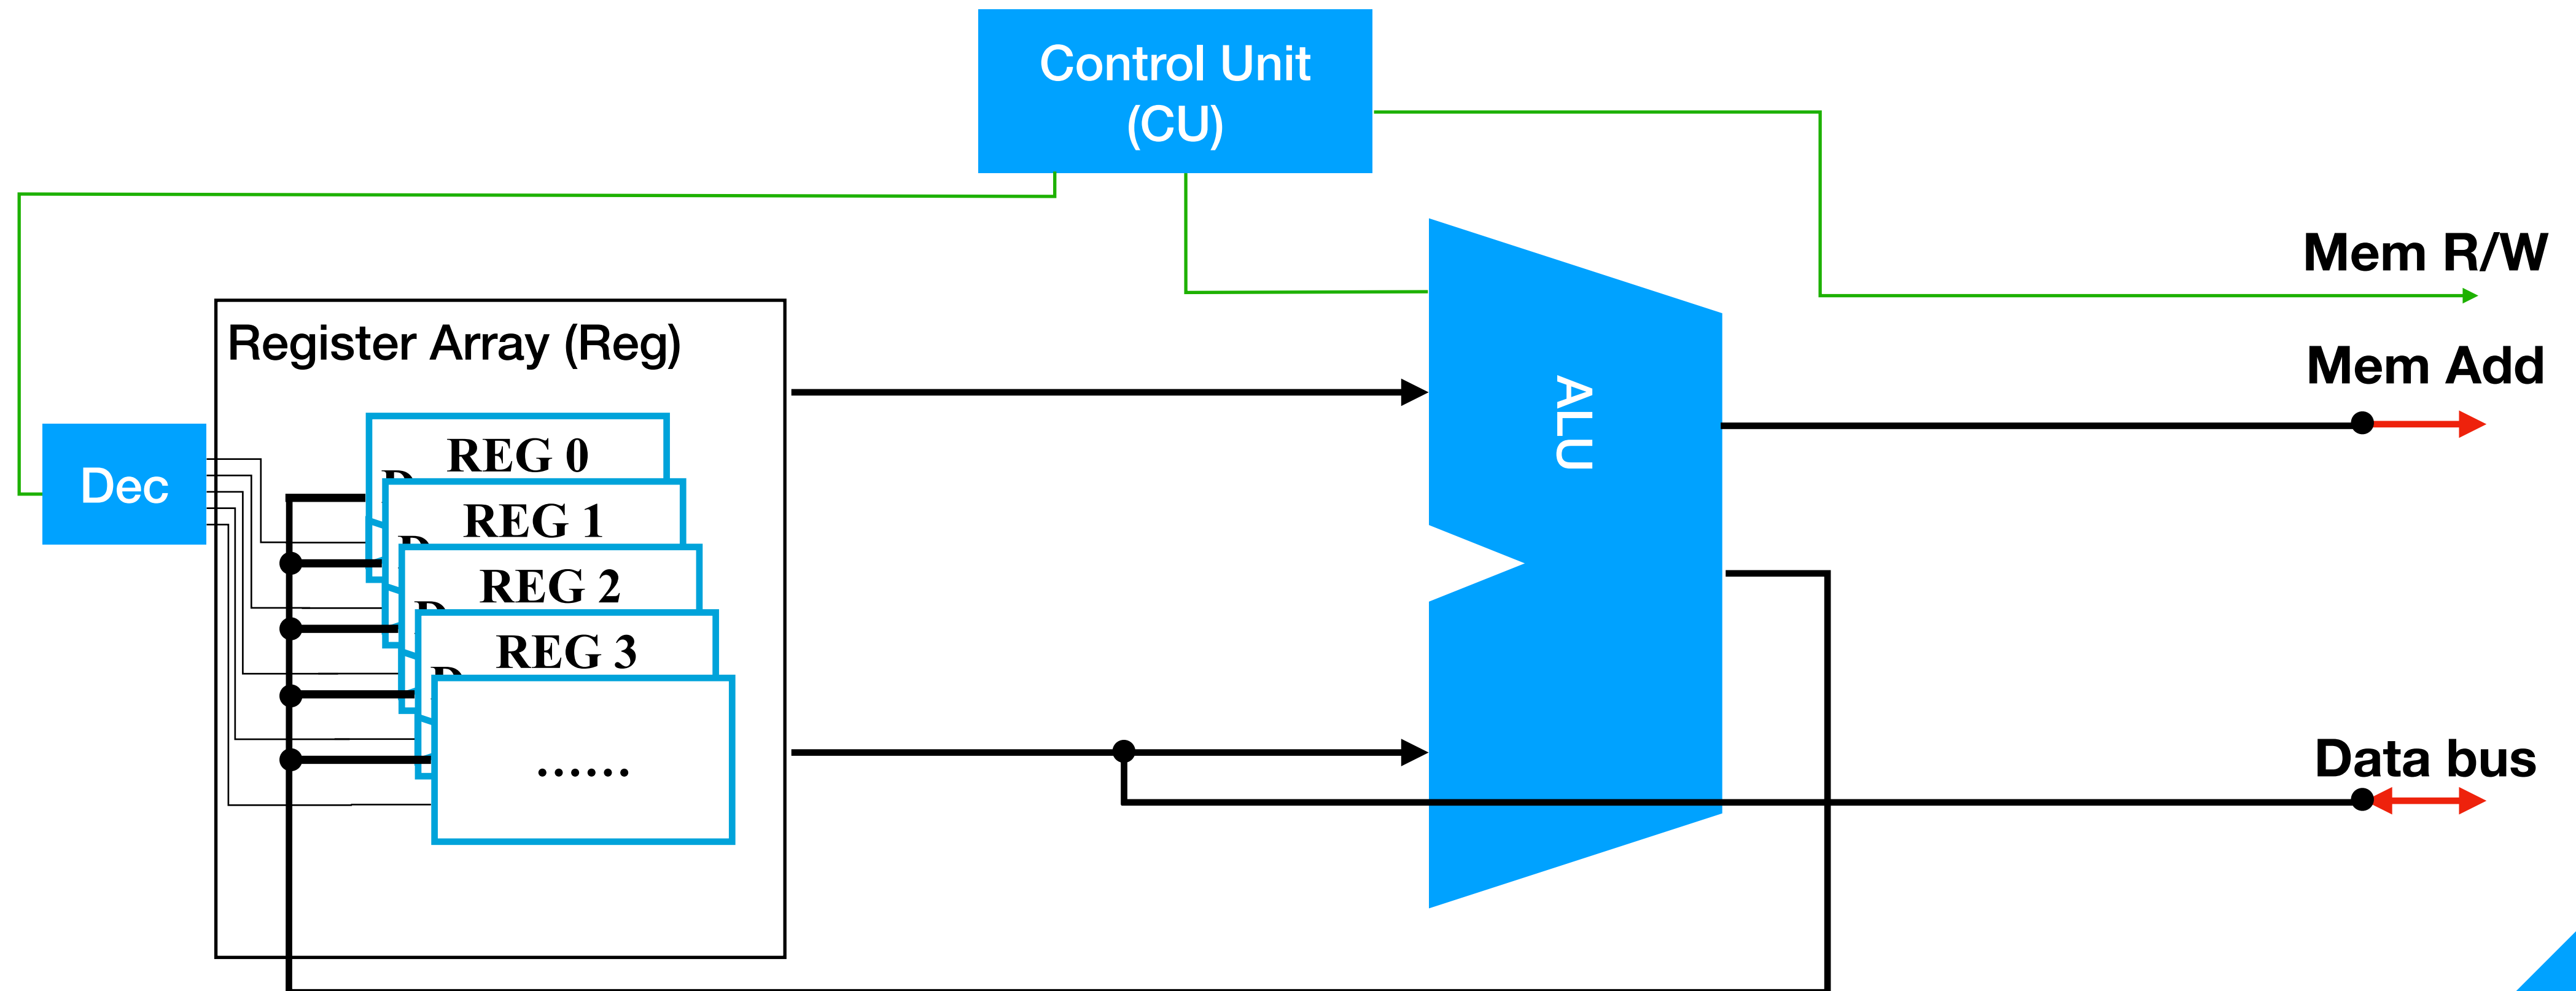 Control Unit
(CU)
Mem R/W
Register Array (Reg)
Mem Add
ALU
REG 0
Dec
D
REG 1
D
REG 2
D
REG 3
D
......
Data bus